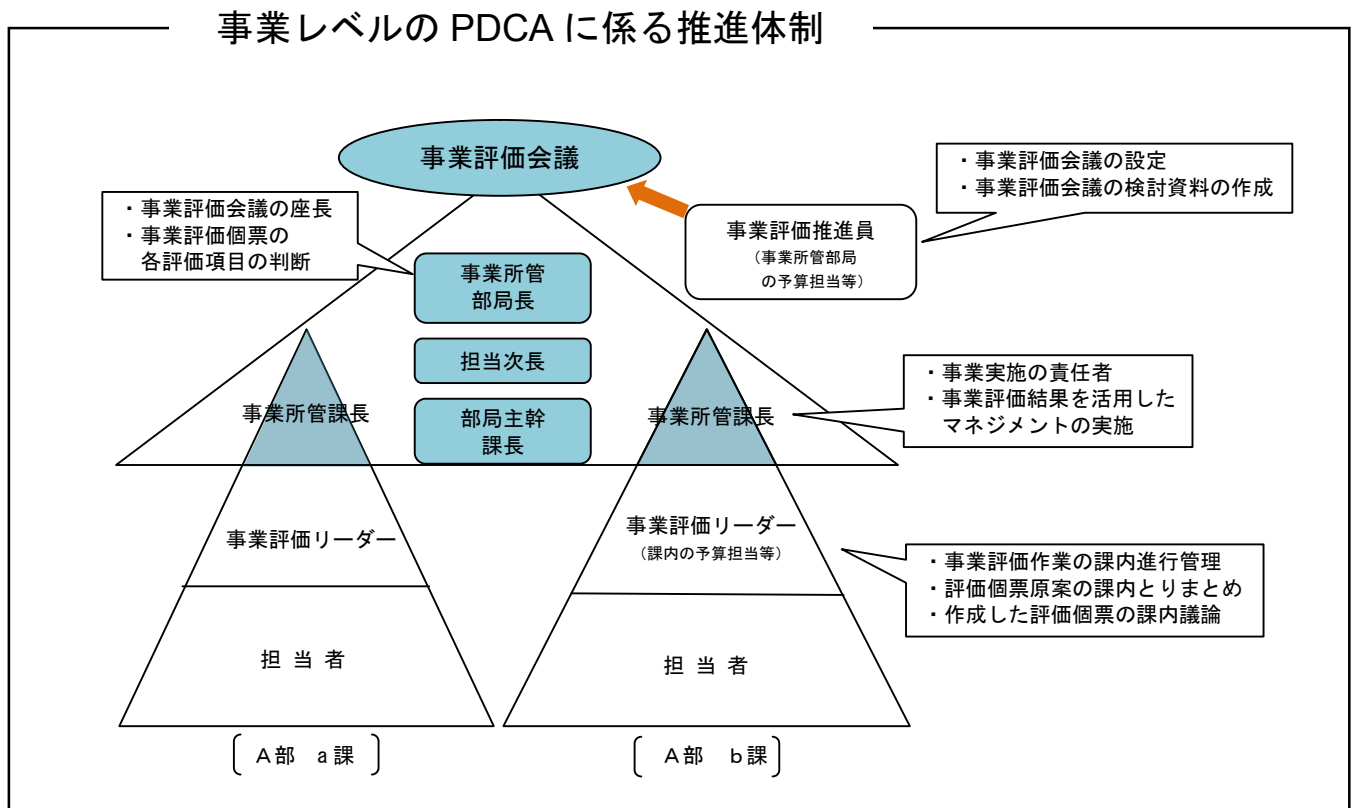 事業レベルの PDCA に係る推進体制
事業評価会議
・事業評価会議の設定
・事業評価会議の検討資料の作成
・事業評価会議の座長
・事業評価個票の
各評価項目の判断
事業評価推進員
（事業所管部局
の予算担当等）
事業所管
部局長
担当次長
部局主幹
課長
事業所管課長
事業所管課長
・事業実施の責任者
・事業評価結果を活用した
マネジメントの実施
事業評価リーダー
事業評価リーダー
（課内の予算担当等）
・事業評価作業の課内進行管理
・評価個票原案の課内とりまとめ
・作成した評価個票の課内議論
担 当 者
担 当 者
〔 A部 a課 〕
〔 A部 b課 〕